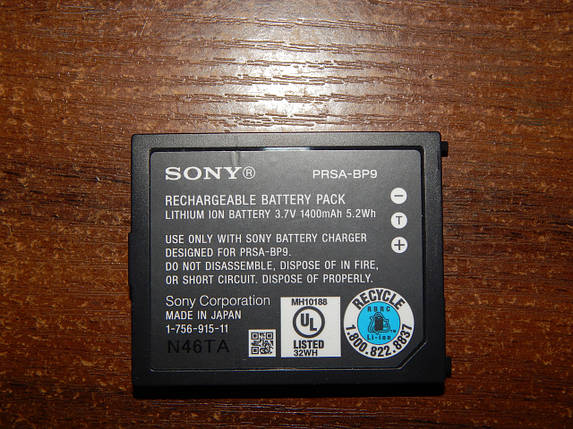 SONY® PRSA-BP9
RECHARGEABLE BATTERY PACK
LITHIUM ION BATTERY 3.7V 1400mAh 5.2Wh
−
T
+
USE ONLY WITH SONY BATTERY CHARGER
DESIGNED FOR PRSA-BP9.
DO NOT DISASSEMBLE, DISPOSE OF IN FIRE,
OR SHORT CIRCUIT. DISPOSE OF PROPERLY.
Sony Corporation
MADE IN JAPAN
1-756-915-11
N46TA
MH10188
UL
LISTED
32WH
RECYCLE
RBRC
Li-ion
1.800.822.8837